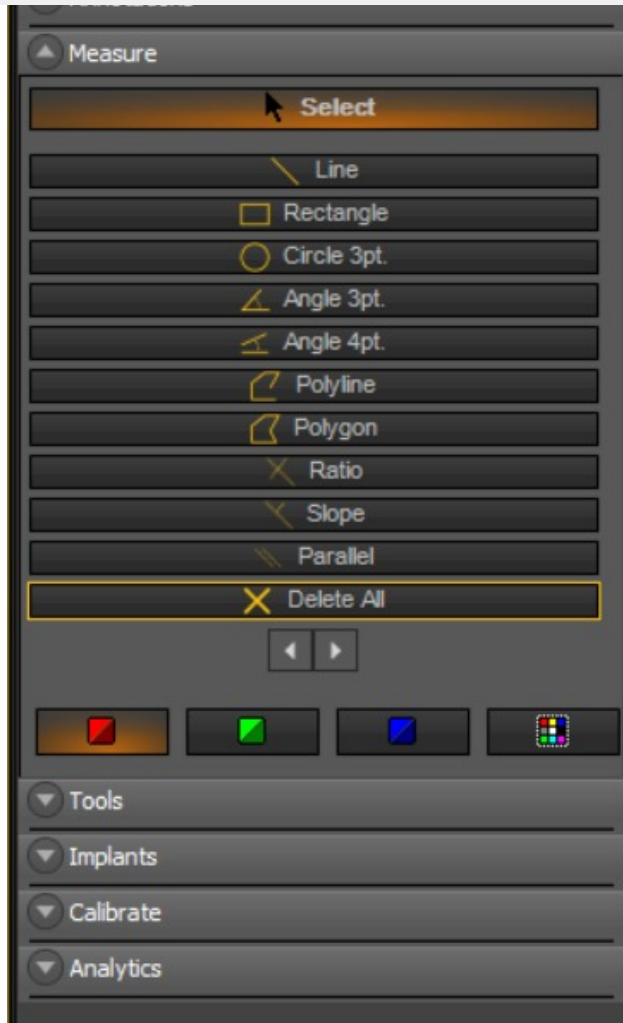 Measure
Select
Line
Rectangle
Circle 3pt.
Angle 3pt.
Angle 4pt.
Polyline
Polygon
Ratio
Slope
Parallel
Delete All
Tools
Implants
Calibrate
Analytics